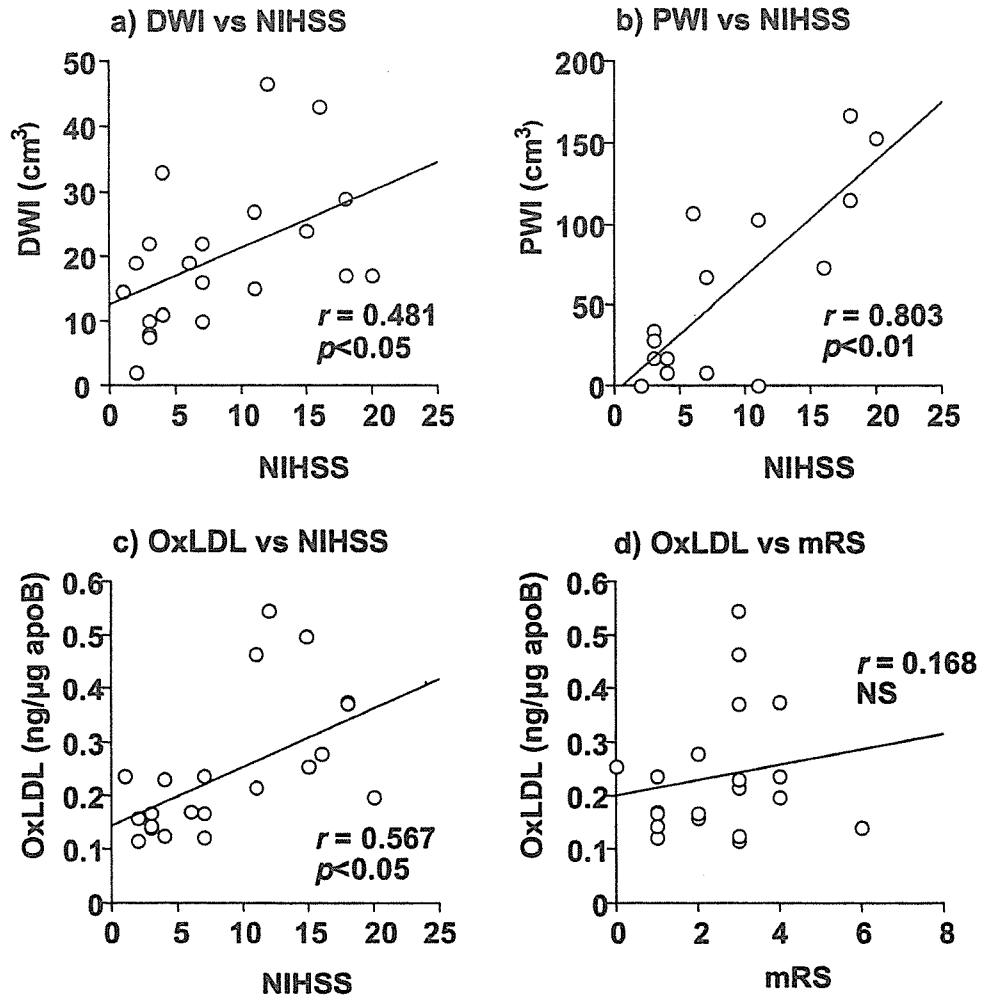 a) DWI vs NIHSS
DWI (cm³)
50
40
30
20
10
0
0 5 10 15 20 25
NIHSS
r = 0.481
p<0.05
b) PWI vs NIHSS
PWI (cm³)
200
150
100
50
0
0 5 10 15 20 25
NIHSS
r = 0.803
p<0.01
c) OxLDL vs NIHSS
OxLDL (ng/µg apoB)
0.6
0.5
0.4
0.3
0.2
0.1
0
0 5 10 15 20 25
NIHSS
r = 0.567
p<0.05
d) OxLDL vs mRS
OxLDL (ng/µg apoB)
0.6
0.5
0.4
0.3
0.2
0.1
0
0 2 4 6 8
mRS
r = 0.168
NS